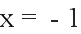 x = - 1